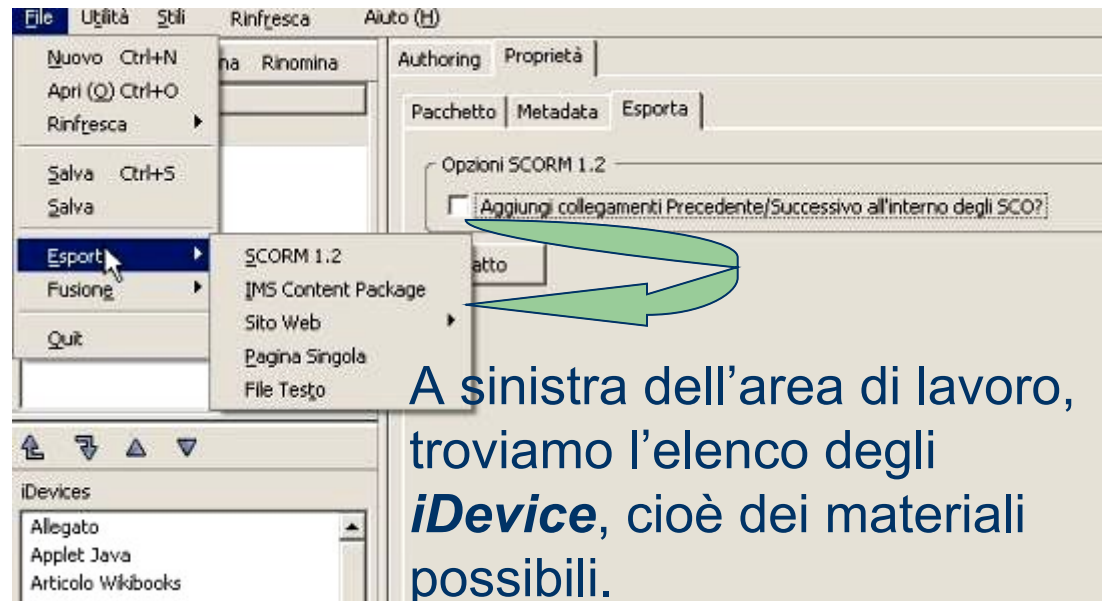 File Utilità Stili Rinfresca Aiuto (H)
Nuovo Ctrl+N
Apri (O) Ctrl+O
Rinfresca
Salva Ctrl+S
Salva
Esport
Fusione
Quit
SCORM 1.2
IMS Content Package
Sito Web
Pagina Singola
File Testo
na Rinomina
Authoring Proprietà
Pacchetto Metadata Esporta
Opzioni SCORM 1.2
Aggiungi collegamenti Precedente/Successivo all'interno degli SCO?
atto
A sinistra dell’area di lavoro,
troviamo l’elenco degli
iDevice, cioè dei materiali
possibili.
iDevices
Allegato
Applet Java
Articolo Wikibooks